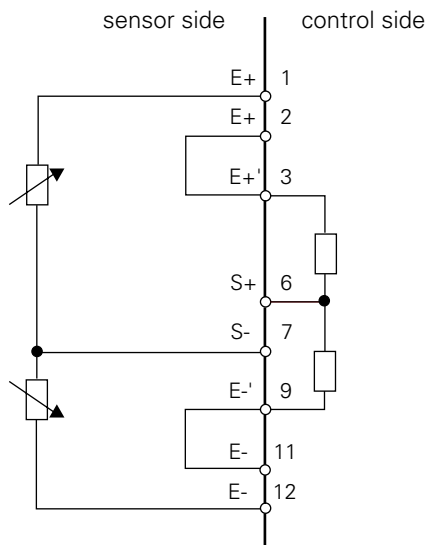 sensor side control side
E+ 1
E+ 2
E+' 3
S+ 6
S- 7
E-' 9
E- 11
E- 12